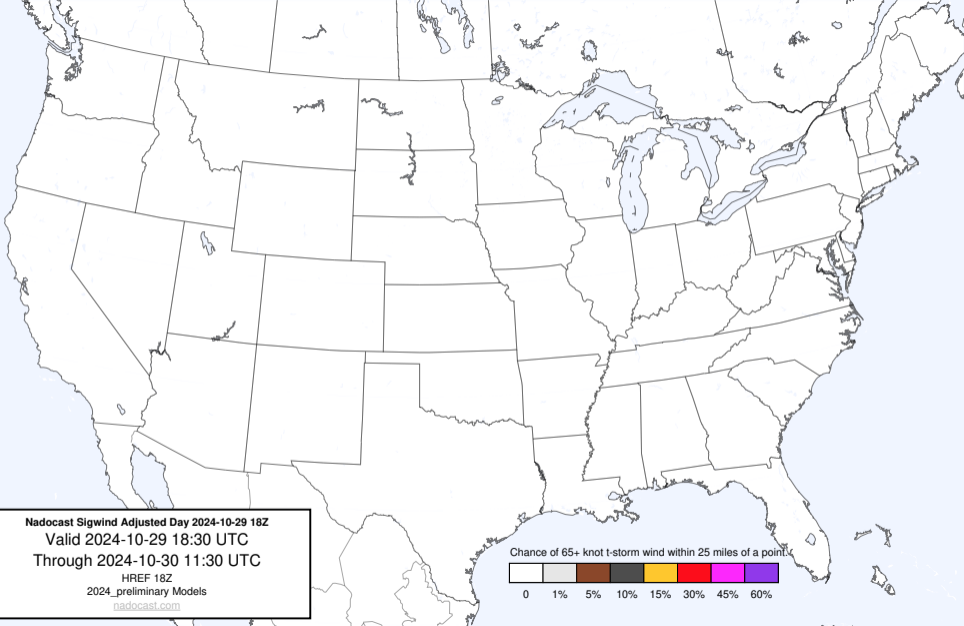 Nadocast Sigwind Adjusted Day 2024-10-29 18Z
Valid 2024-10-29 18:30 UTC
Through 2024-10-30 11:30 UTC
HREF 18Z
2024_preliminary Models
nadocast.com
Chance of 65+ knot t-storm wind within 25 miles of a point.
0 1% 5% 10% 15% 30% 45% 60%